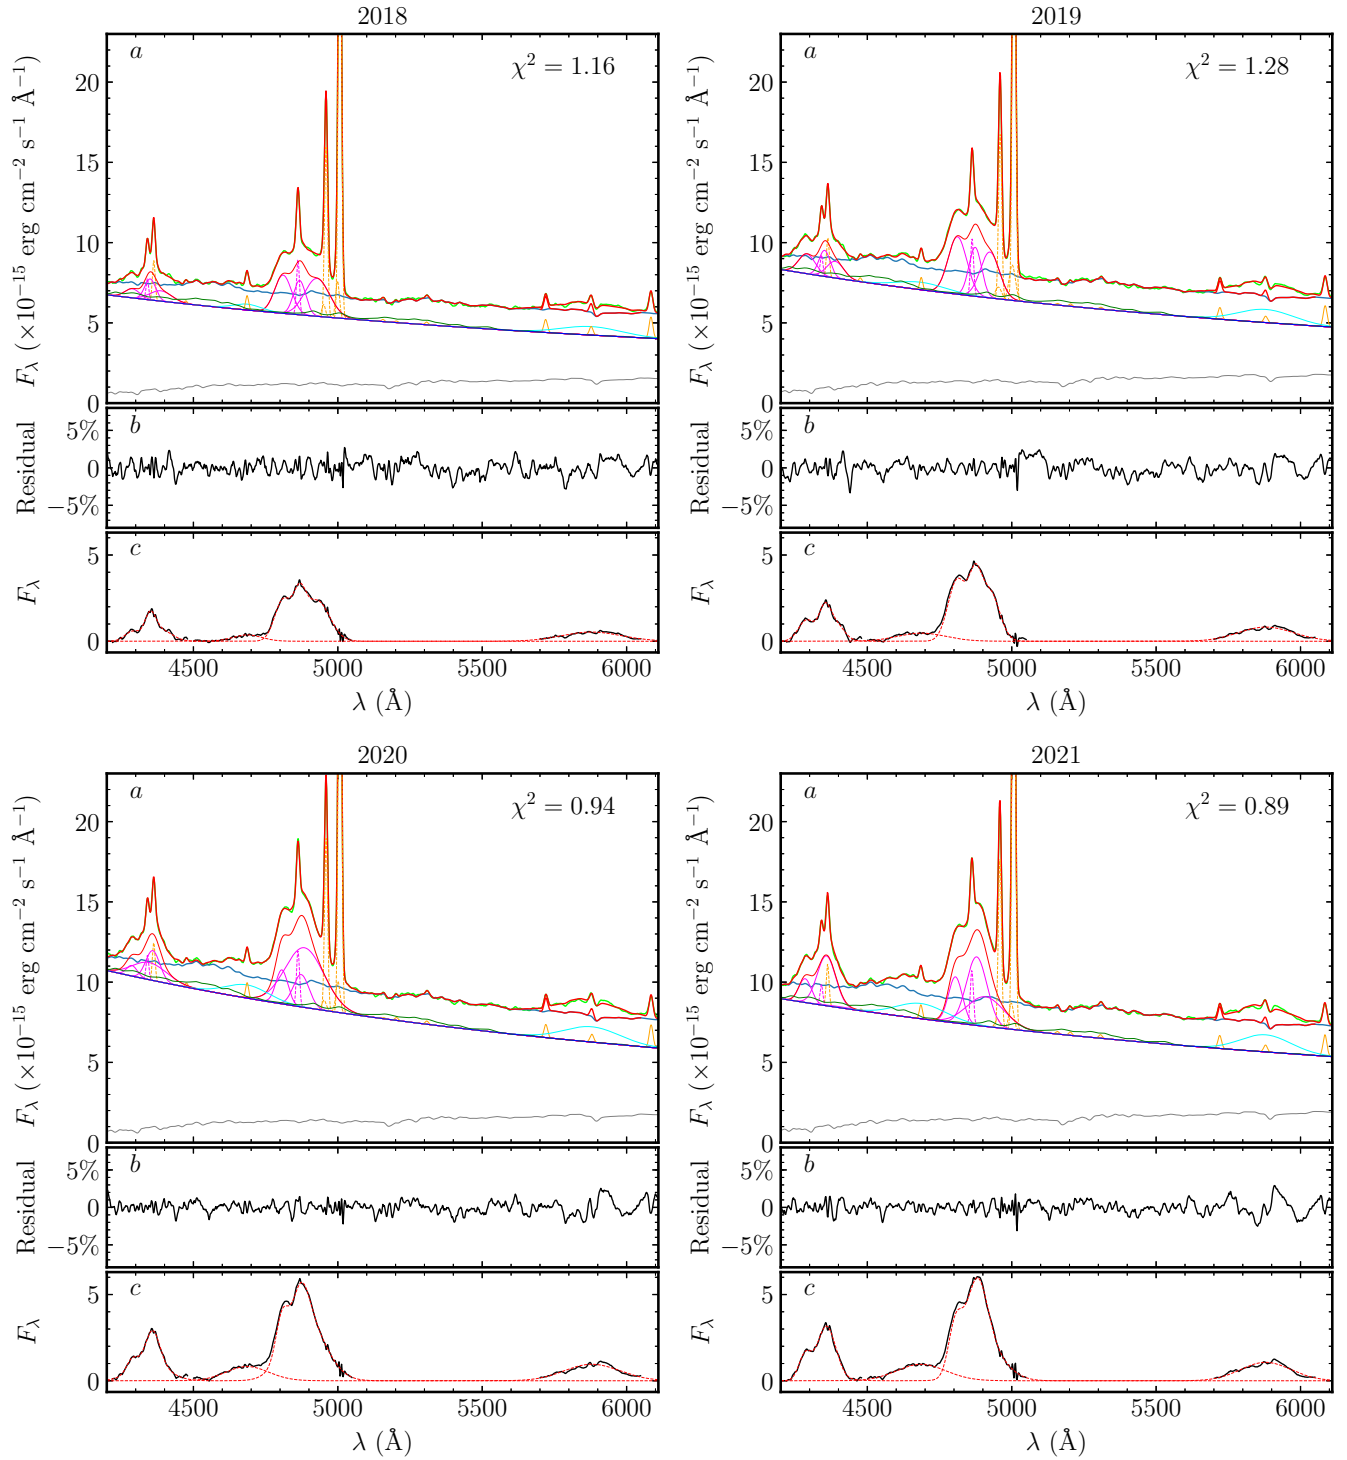 2018
a
χ² = 1.16
20
15
10
5
0
F_λ (×10⁻¹⁵ erg cm⁻² s⁻¹ Å⁻¹)
b
5%
0
−5%
Residual
c
5
0
F_λ
4500 5000 5500 6000
λ (Å)
2019
a
χ² = 1.28
20
15
10
5
0
F_λ (×10⁻¹⁵ erg cm⁻² s⁻¹ Å⁻¹)
b
5%
0
−5%
Residual
c
5
0
F_λ
4500 5000 5500 6000
λ (Å)
2020
a
χ² = 0.94
20
15
10
5
0
F_λ (×10⁻¹⁵ erg cm⁻² s⁻¹ Å⁻¹)
b
5%
0
−5%
Residual
c
5
0
F_λ
4500 5000 5500 6000
λ (Å)
2021
a
χ² = 0.89
20
15
10
5
0
F_λ (×10⁻¹⁵ erg cm⁻² s⁻¹ Å⁻¹)
b
5%
0
−5%
Residual
c
5
0
F_λ
4500 5000 5500 6000
λ (Å)